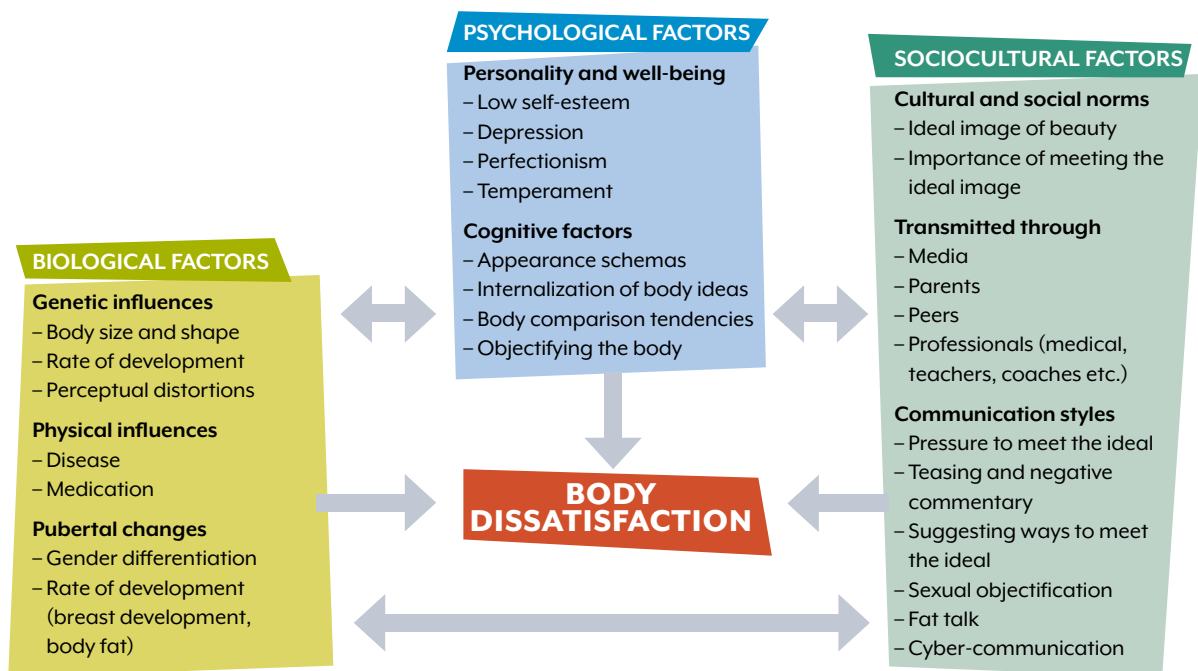 PSYCHOLOGICAL FACTORS
Personality and well-being
– Low self-esteem
– Depression
– Perfectionism
– Temperament
Cognitive factors
– Appearance schemas
– Internalization of body ideas
– Body comparison tendencies
– Objectifying the body
SOCIOCULTURAL FACTORS
Cultural and social norms
– Ideal image of beauty
– Importance of meeting the
ideal image
Transmitted through
– Media
– Parents
– Peers
– Professionals (medical,
teachers, coaches etc.)
Communication styles
– Pressure to meet the ideal
– Teasing and negative
commentary
– Suggesting ways to meet
the ideal
– Sexual objectification
– Fat talk
– Cyber-communication
BIOLOGICAL FACTORS
Genetic influences
– Body size and shape
– Rate of development
– Perceptual distortions
Physical influences
– Disease
– Medication
Pubertal changes
– Gender differentiation
– Rate of development
(breast development,
body fat)
BODY
DISSATISFACTION